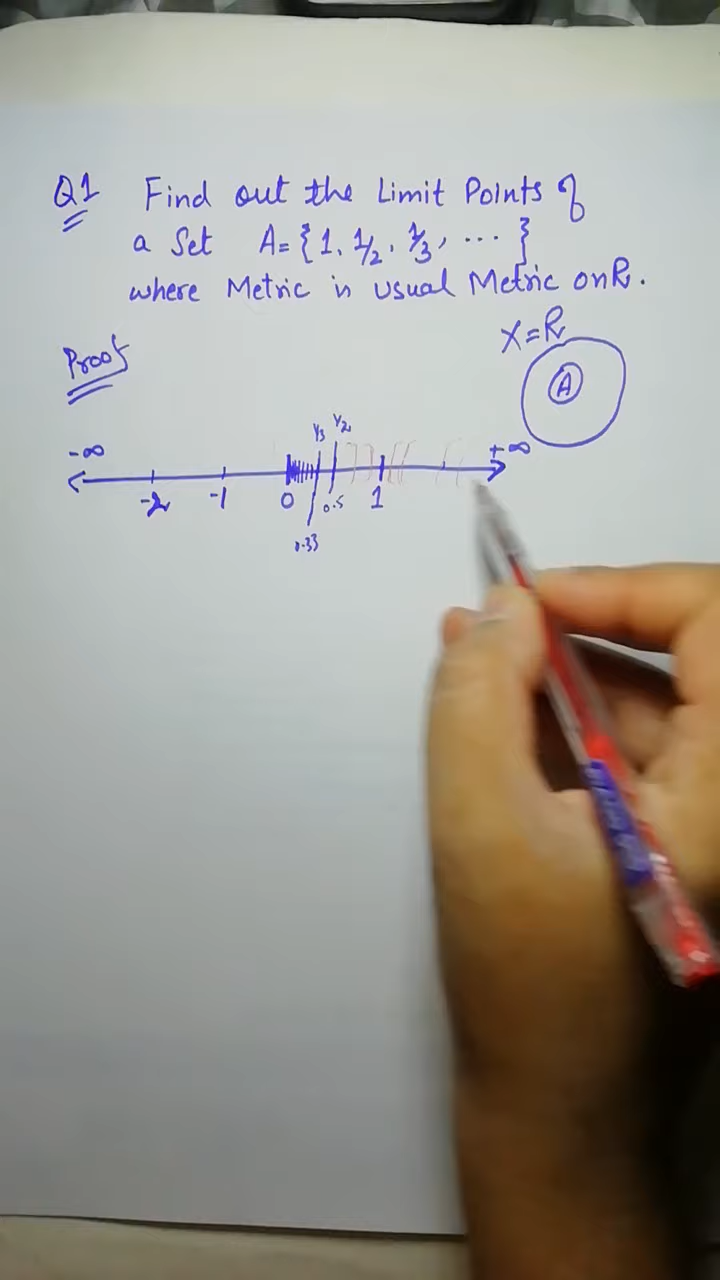 Q1 Find out the Limit Points of
a Set A = {1, 1/2, 1/3, ... }
where Metric is usual Metric on R.
Proof
X=R
A
1/3 1/2
-∞ +∞
-2 -1 0 0.5 1
0.33